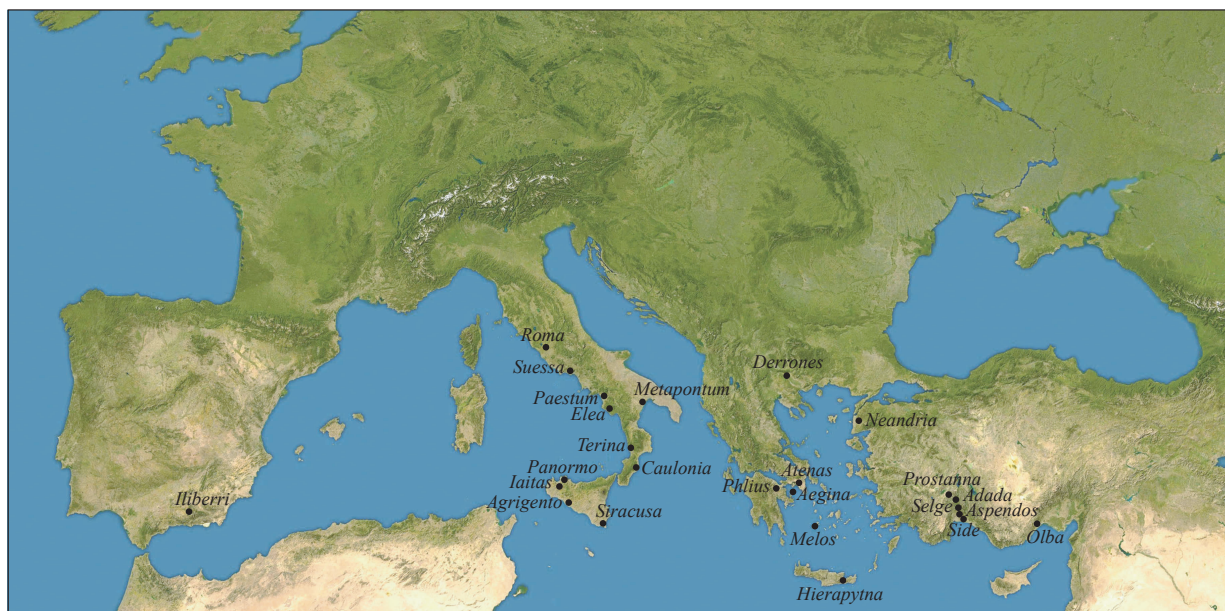 Roma
Derrones
Suessa
Metapontum
Paestum
Elea
Neandria
Terina
Panormo
Caulonia
Atenas
Iaitas
Phlius
Aegina
Prostanna
Adada
Iliberri
Agrigento
Siracusa
Selge
Aspendos
Side
Olba
Melos
Hierapytna